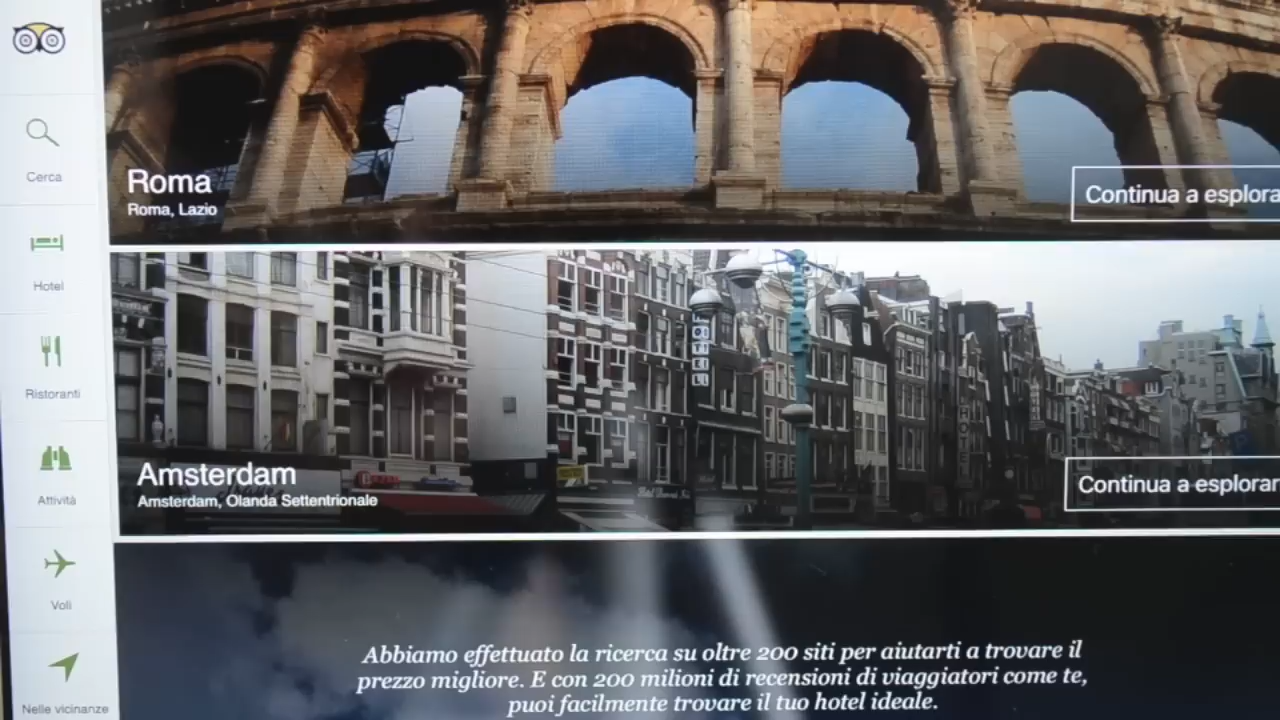 Cerca
Hotel
Ristoranti
Attività
Voli
Nelle vicinanze
Roma
Roma, Lazio
Continua a esplora
HOTEL
HOTEL
Amsterdam
Amsterdam, Olanda Settentrionale
Continua a esplorar
Abbiamo effettuato la ricerca su oltre 200 siti per aiutarti a trovare il
prezzo migliore. E con 200 milioni di recensioni di viaggiatori come te,
puoi facilmente trovare il tuo hotel ideale.